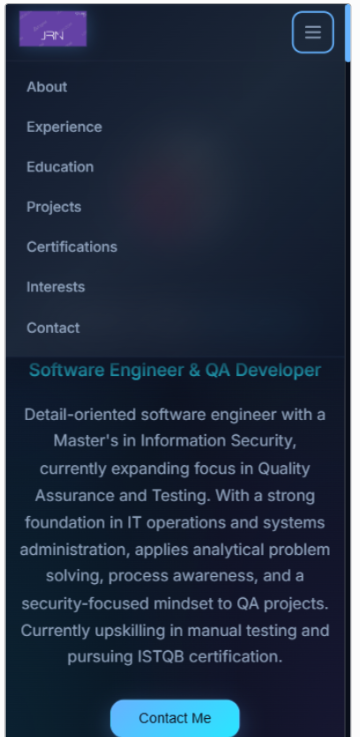 JRN
About
Experience
Education
Projects
Certifications
Interests
Contact
Software Engineer & QA Developer
Detail-oriented software engineer with a
Master's in Information Security,
currently expanding focus in Quality
Assurance and Testing. With a strong
foundation in IT operations and systems
administration, applies analytical problem
solving, process awareness, and a
security-focused mindset to QA projects.
Currently upskilling in manual testing and
pursuing ISTQB certification.
Contact Me